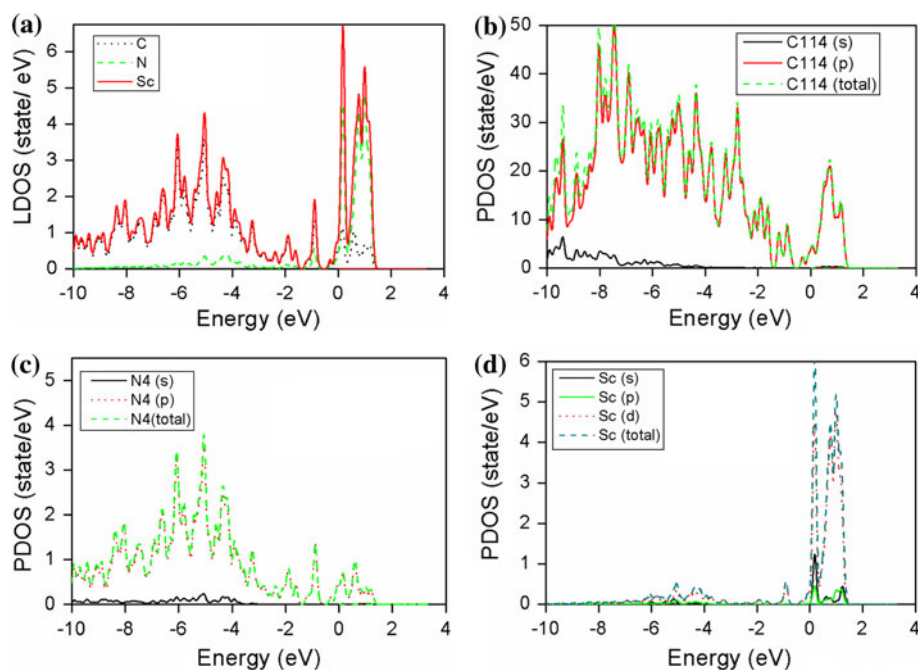 (a)
LDOS (state/ eV)
6
5
4
3
2
1
0
C
N
Sc
-10 -8 -6 -4 -2 0 2 4
Energy (eV)
(b)
PDOS (state/eV)
50
40
30
20
10
0
C114 (s)
C114 (p)
C114 (total)
-10 -8 -6 -4 -2 0 2 4
Energy (eV)
(c)
PDOS (state/eV)
5
4
3
2
1
0
N4 (s)
N4 (p)
N4(total)
-10 -8 -6 -4 -2 0 2 4
Energy (eV)
(d)
PDOS (state/eV)
6
5
4
3
2
1
0
Sc (s)
Sc (p)
Sc (d)
Sc (total)
-10 -8 -6 -4 -2 0 2 4
Energy (eV)